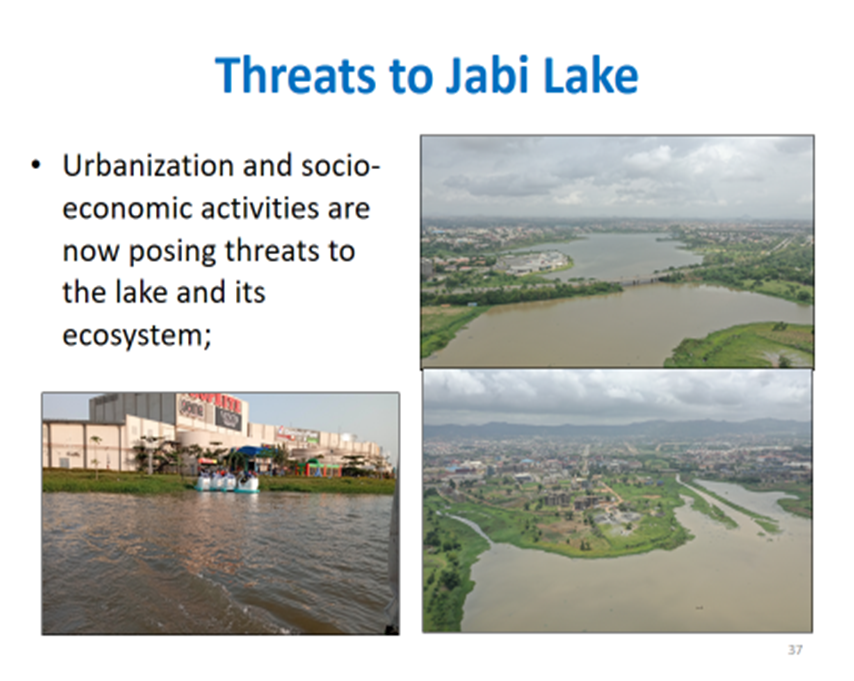 Threats to Jabi Lake
• Urbanization and socio-
economic activities are
now posing threats to
the lake and its
ecosystem;
37